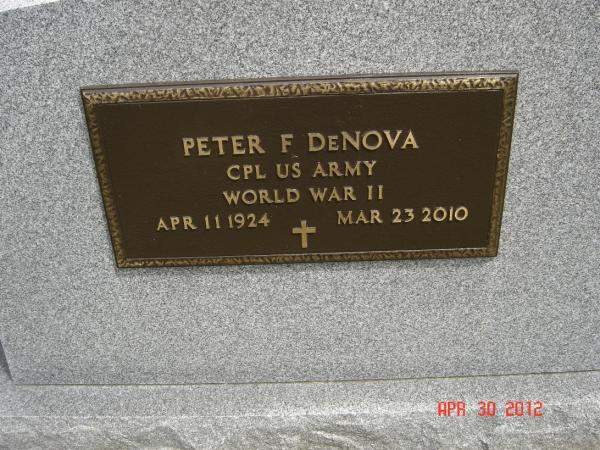 PETER F DeNOVA
CPL US ARMY
WORLD WAR II
APR 11 1924 MAR 23 2010
APR 30 2012